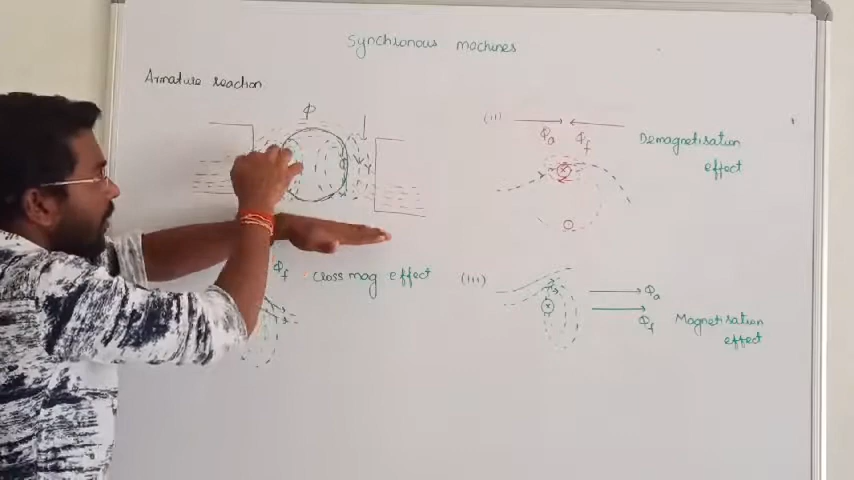 Synchronous machines
Armature reaction
Φ
Φf cross mag effect
(ii)
Φa Φf
Demagnetisation
effect
(iii)
Φa
Φf
Magnetisation
effect